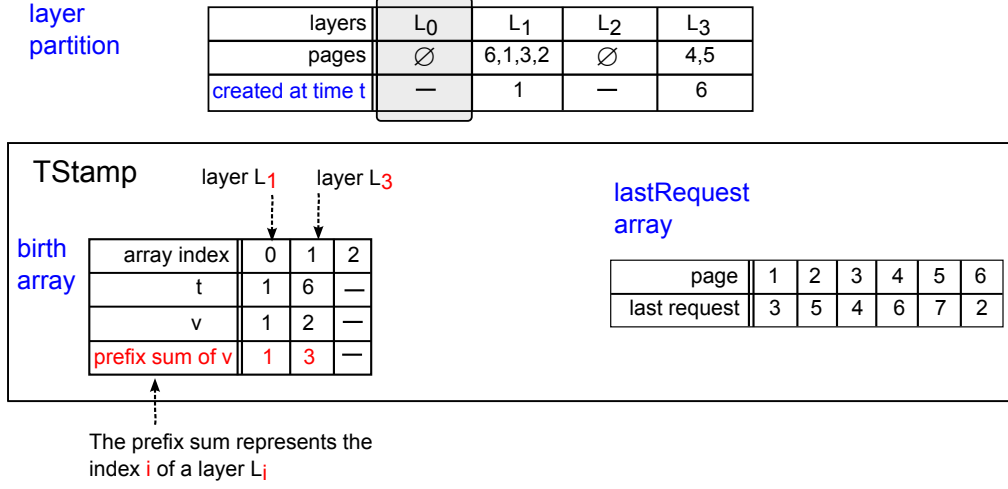 layer
partition
layers L0 L1 L2 L3
pages ∅ 6,1,3,2 ∅ 4,5
created at time t — 1 — 6
TStamp
layer L1 layer L3
birth
array
array index 0 1 2
t 1 6 —
v 1 2 —
prefix sum of v 1 3 —
The prefix sum represents the
index i of a layer Li
lastRequest
array
page 1 2 3 4 5 6
last request 3 5 4 6 7 2